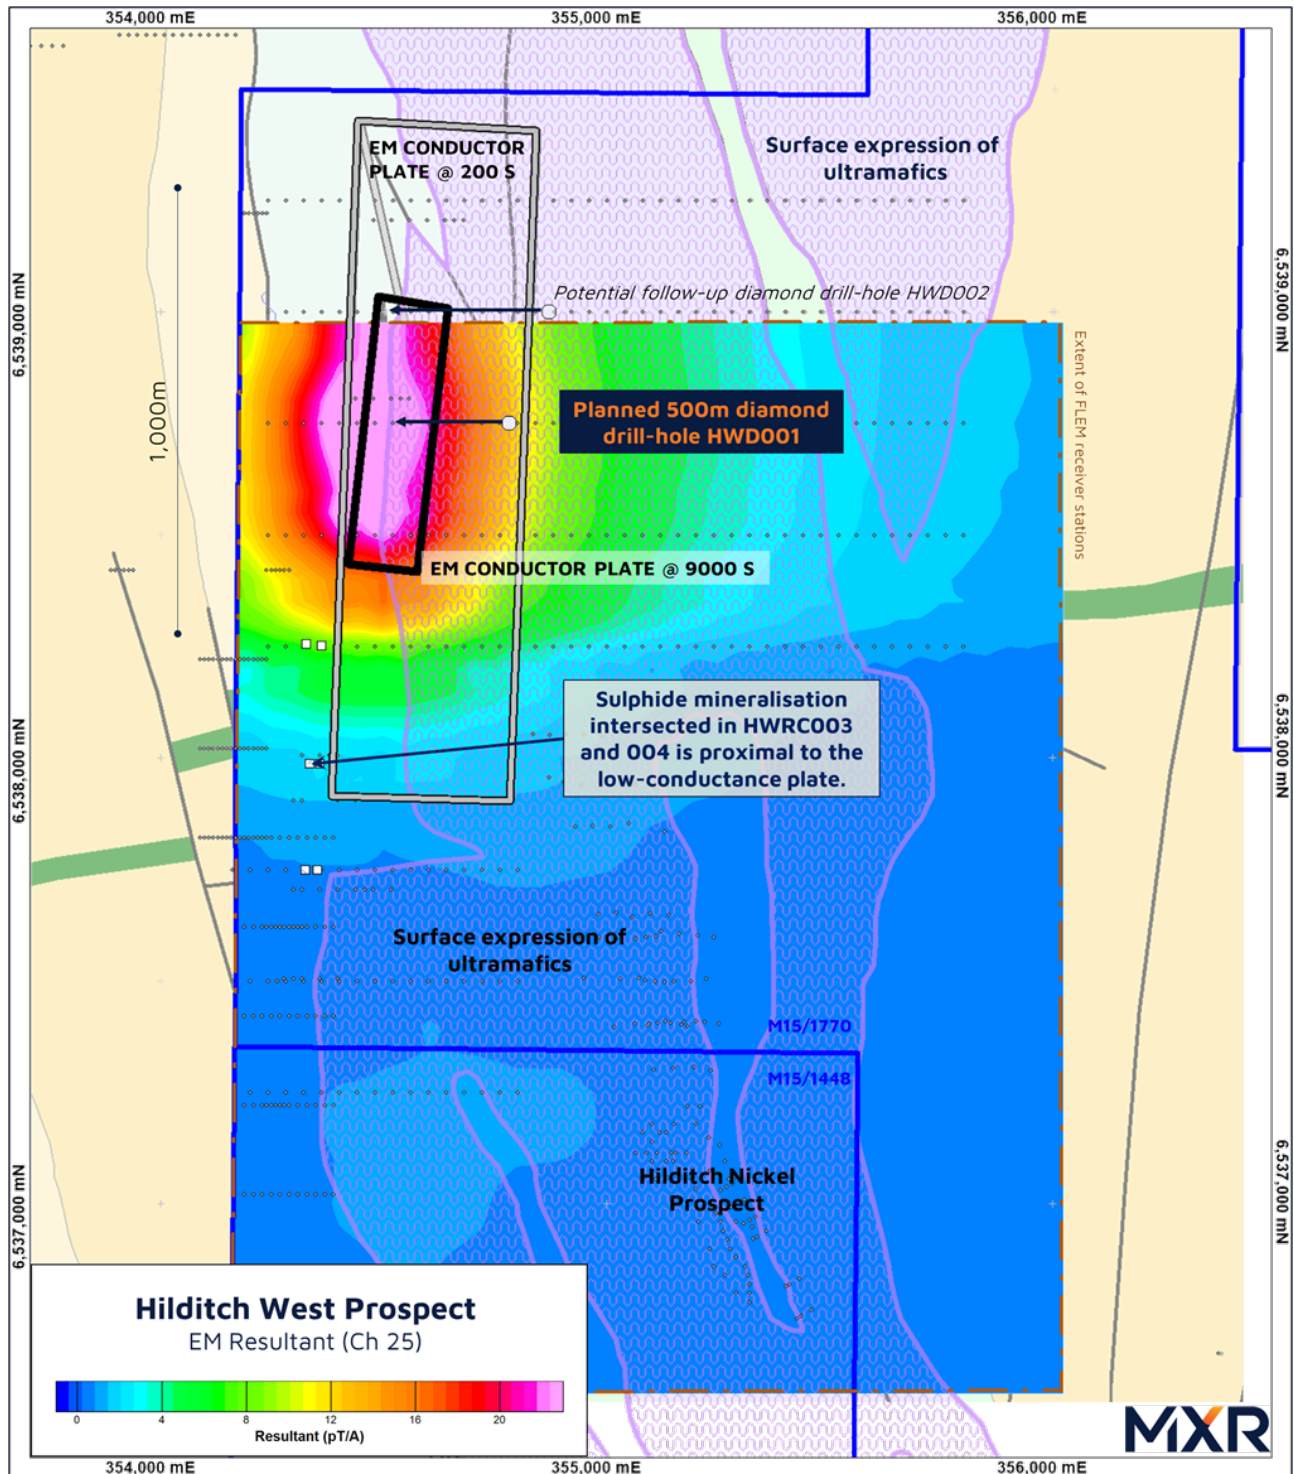 354,000 mE
355,000 mE
356,000 mE
EM CONDUCTOR
PLATE @ 200 S
Surface expression of
ultramafics
6,539,000 mN
6,539,000 mN
Potential follow-up diamond drill-hole HWD002
Extent of FLEM receiver stations
1,000m
Planned 500m diamond
drill-hole HWD001
EM CONDUCTOR PLATE @ 9000 S
Sulphide mineralisation
intersected in HWRC003
and 004 is proximal to the
low-conductance plate.
6,538,000 mN
6,538,000 mN
Surface expression of
ultramafics
M15/1770
M15/1448
Hilditch Nickel
Prospect
6,537,000 mN
6,537,000 mN
Hilditch West Prospect
EM Resultant (Ch 25)
0
4
8
12
16
20
Resultant (pT/A)
MXR
354,000 mE
355,000 mE
356,000 mE